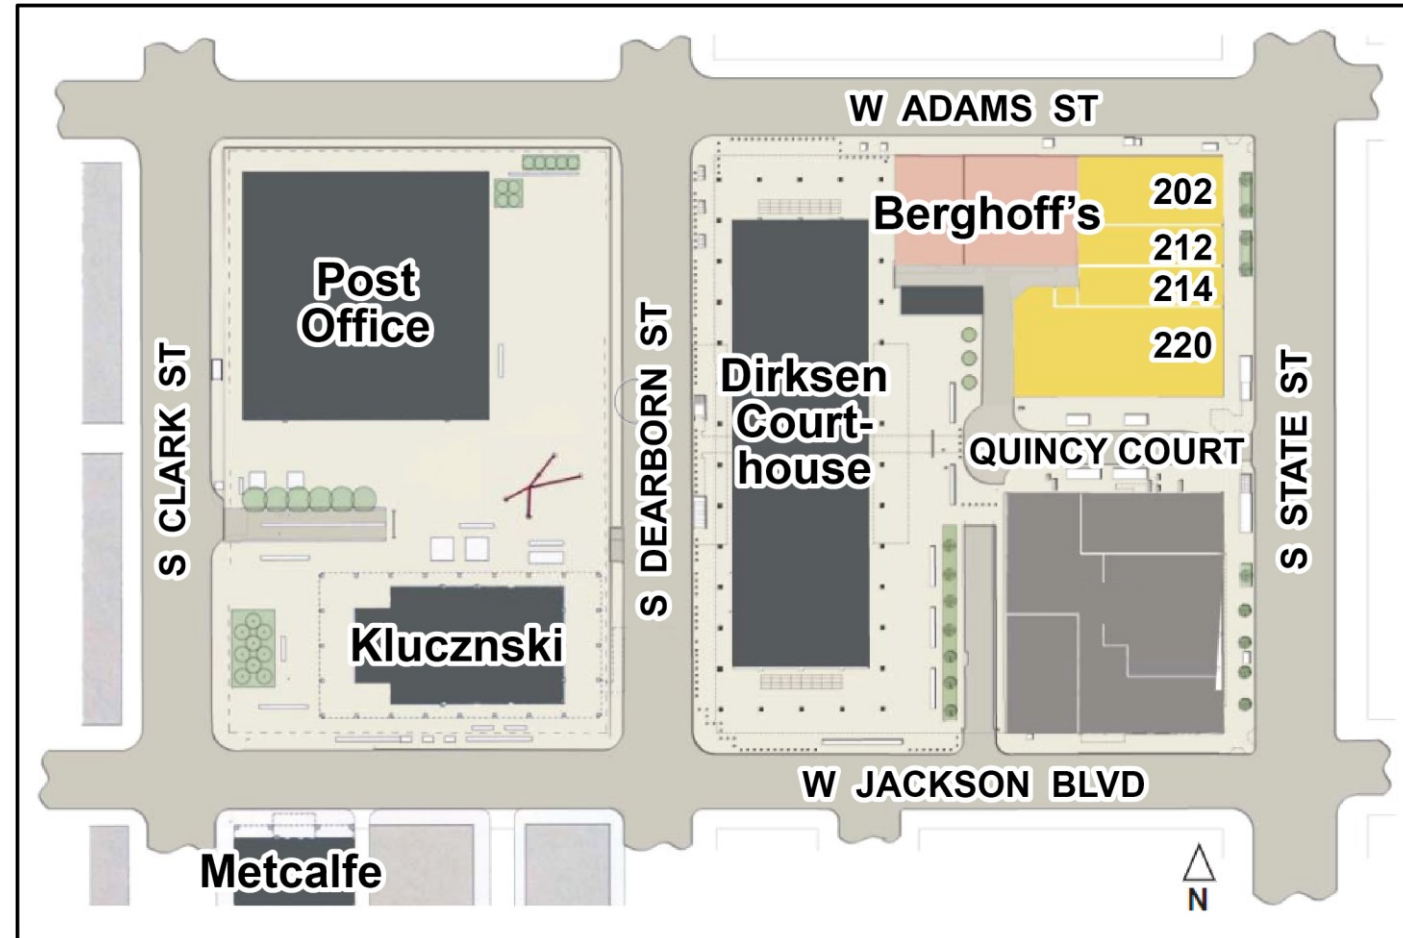 W ADAMS ST
202
Berghoff's
212
Post
Office
214
220
S CLARK ST
S DEARBORN ST
Dirksen
Court-
house
S STATE ST
QUINCY COURT
Klucznski
W JACKSON BLVD
Metcalfe
N